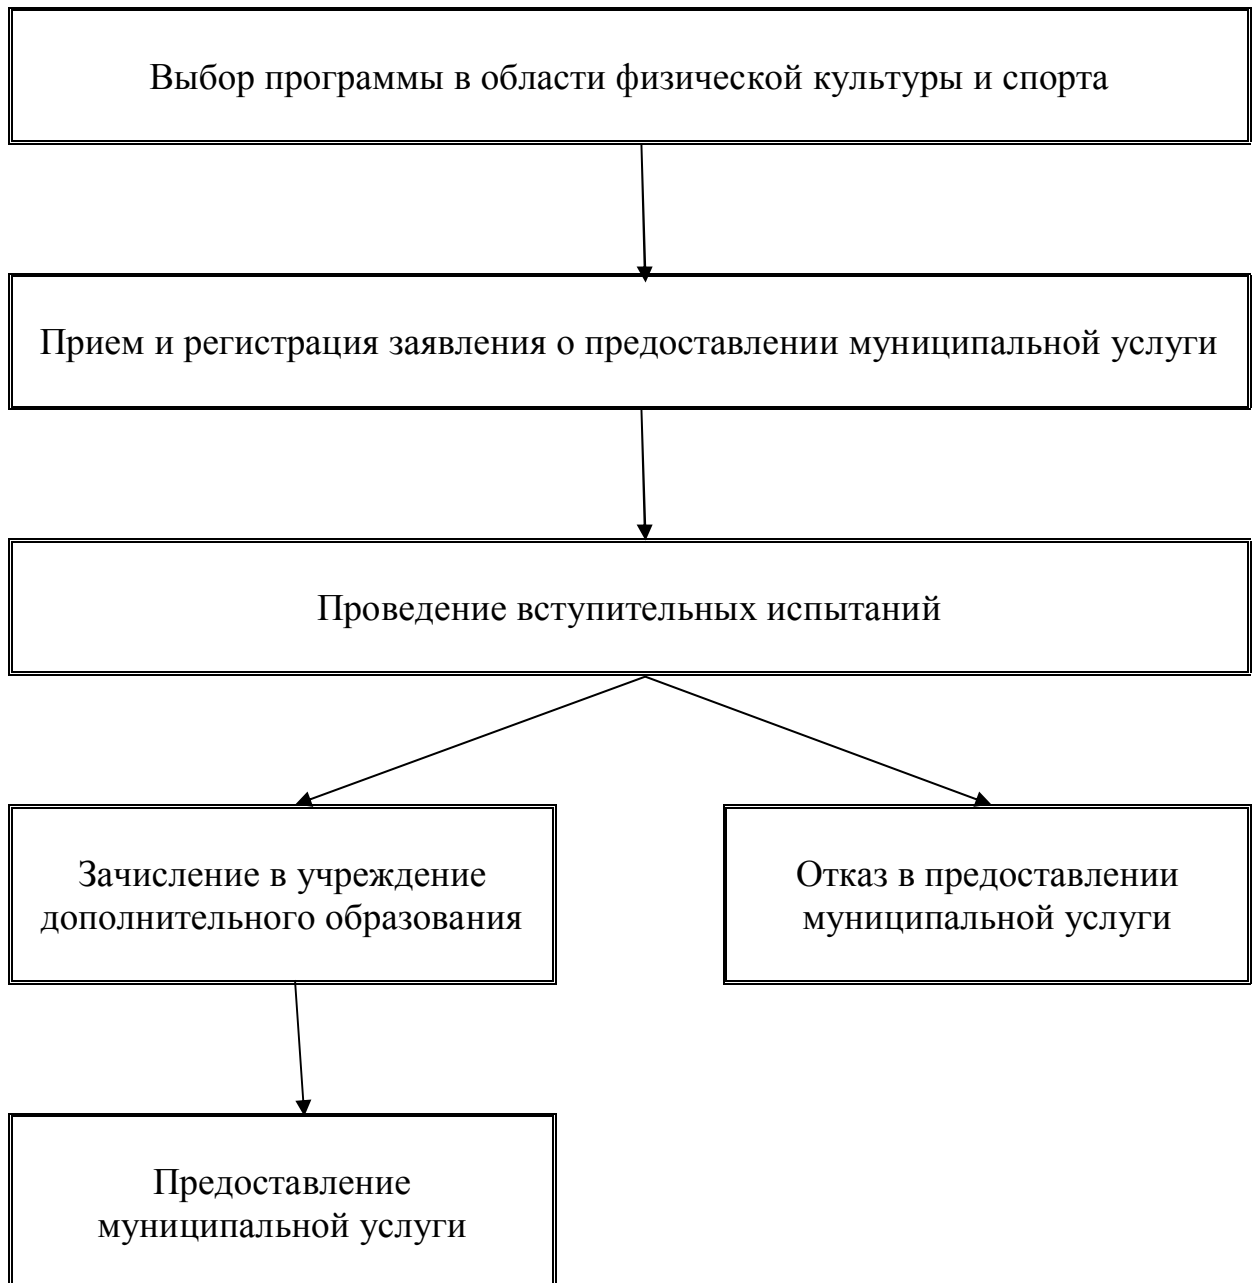 Выбор программы в области физической культуры и спорта
Прием и регистрация заявления о предоставлении муниципальной услуги
Проведение вступительных испытаний
Зачисление в учреждение
дополнительного образования
Отказ в предоставлении
муниципальной услуги
Предоставление
муниципальной услуги